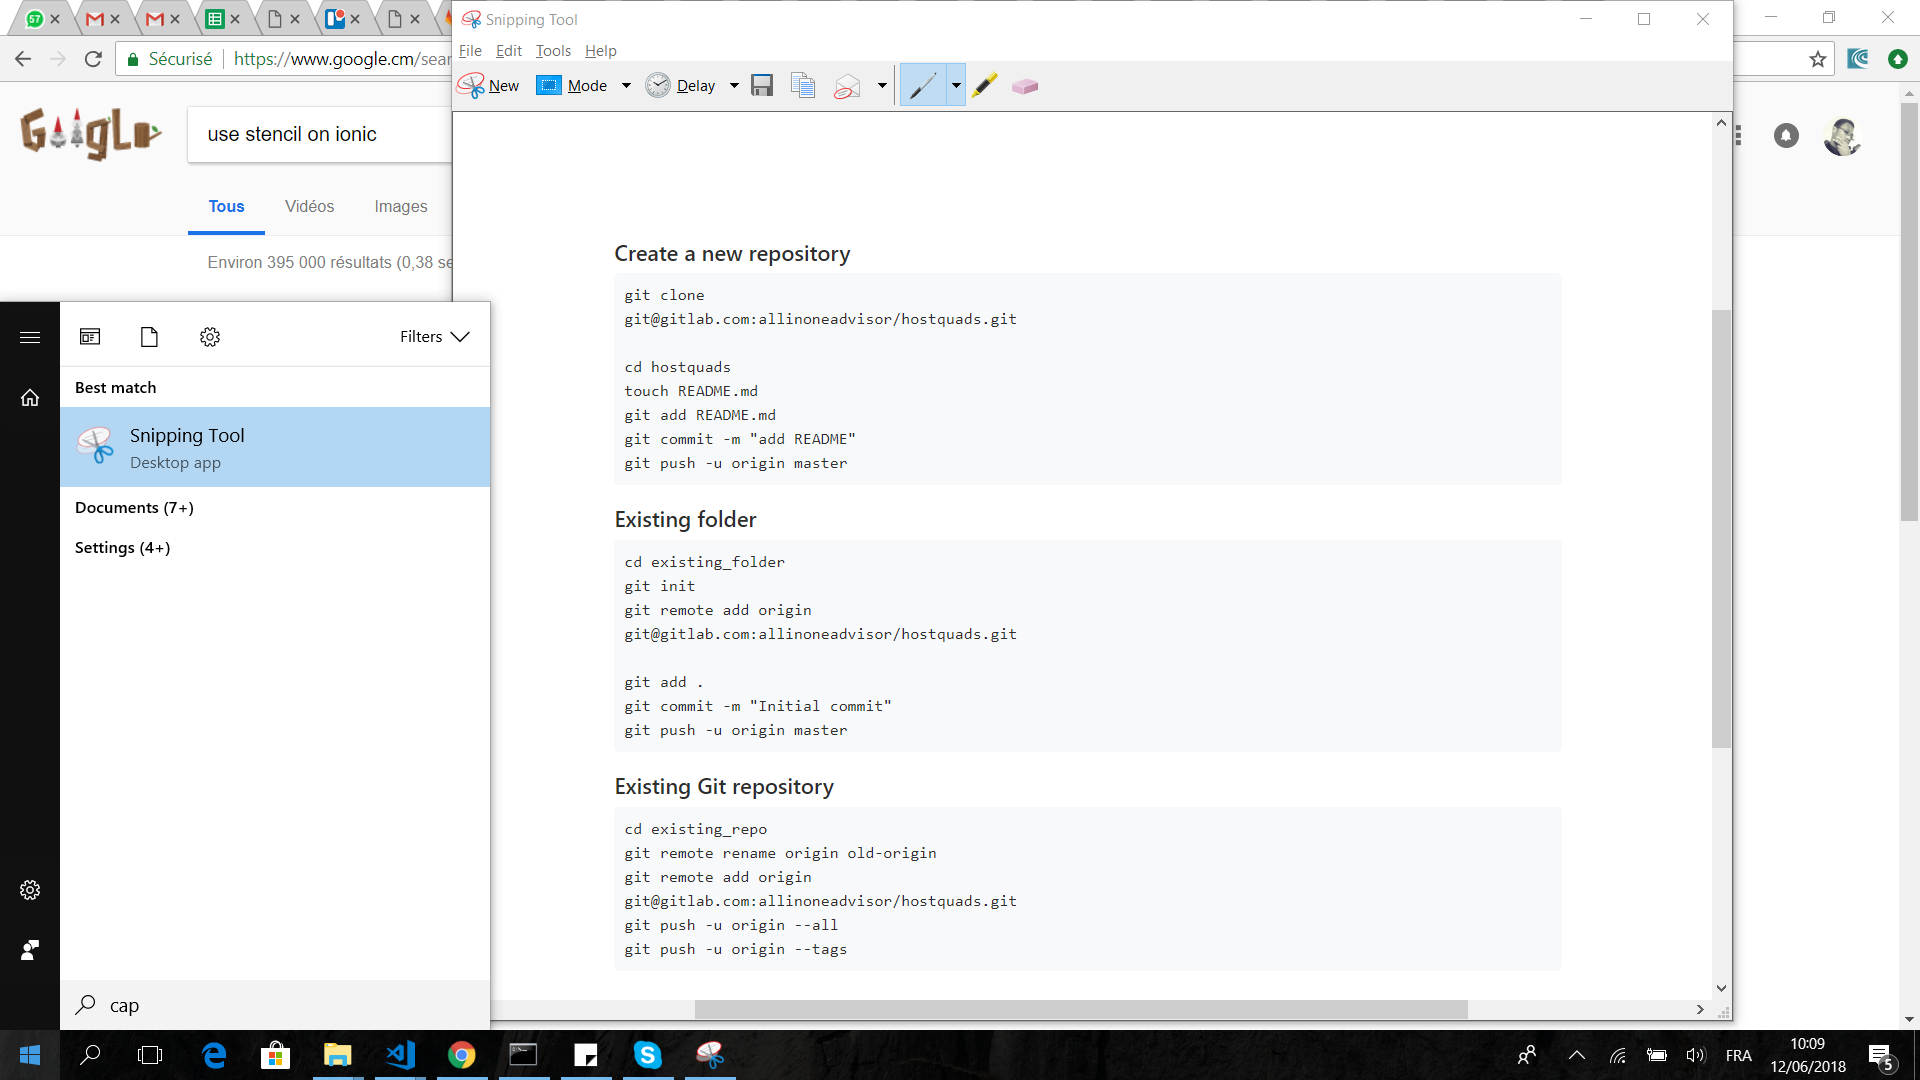 57
Snipping Tool
File Edit Tools Help
Sécurisé https://www.google.cm/sear
New Mode Delay
use stencil on ionic
Tous Vidéos Images
Environ 395 000 résultats (0,38 se
Create a new repository
git clone
git@gitlab.com:allinoneadvisor/hostquads.git
cd hostquads
touch README.md
git add README.md
git commit -m "add README"
git push -u origin master
Existing folder
cd existing_folder
git init
git remote add origin
git@gitlab.com:allinoneadvisor/hostquads.git
git add .
git commit -m "Initial commit"
git push -u origin master
Existing Git repository
cd existing_repo
git remote rename origin old-origin
git remote add origin
git@gitlab.com:allinoneadvisor/hostquads.git
git push -u origin --all
git push -u origin --tags
Filters
Best match
Snipping Tool
Desktop app
Documents (7+)
Settings (4+)
cap
FRA
10:09
12/06/2018
5